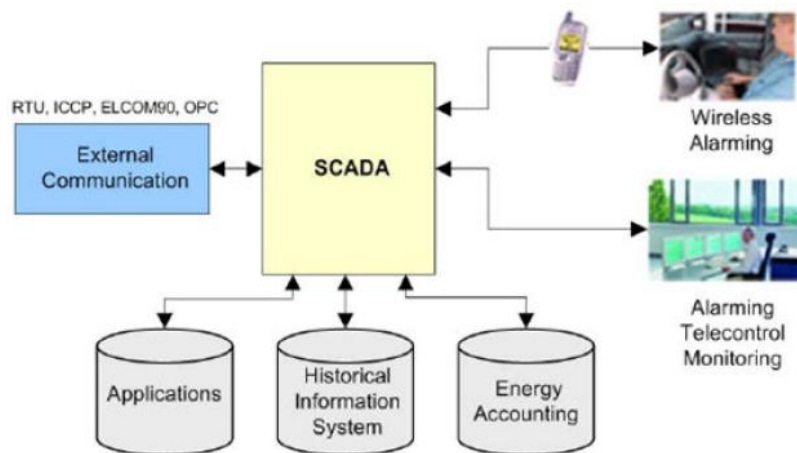 RTU, ICCP, ELCOM90, OPC
External
Communication
SCADA
Wireless
Alarming
Alarming
Telecontrol
Monitoring
Applications
Historical
Information
System
Energy
Accounting